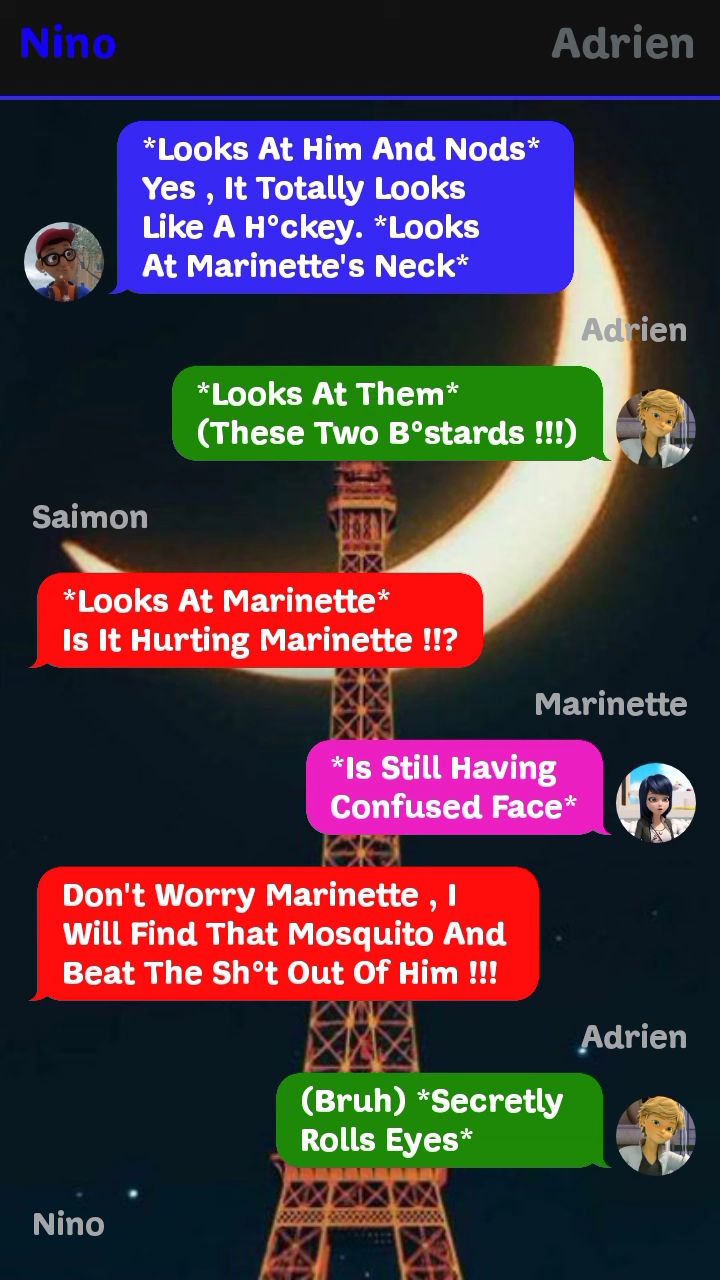 Nino
Adrien
*Looks At Him And Nods*
Yes , It Totally Looks
Like A H°ckey. *Looks
At Marinette's Neck*
Adrien
*Looks At Them*
(These Two B°stards !!!)
Saimon
*Looks At Marinette*
Is It Hurting Marinette !!?
Marinette
*Is Still Having
Confused Face*
Don't Worry Marinette , I
Will Find That Mosquito And
Beat The Sh°t Out Of Him !!!
Adrien
(Bruh) *Secretly
Rolls Eyes*
Nino